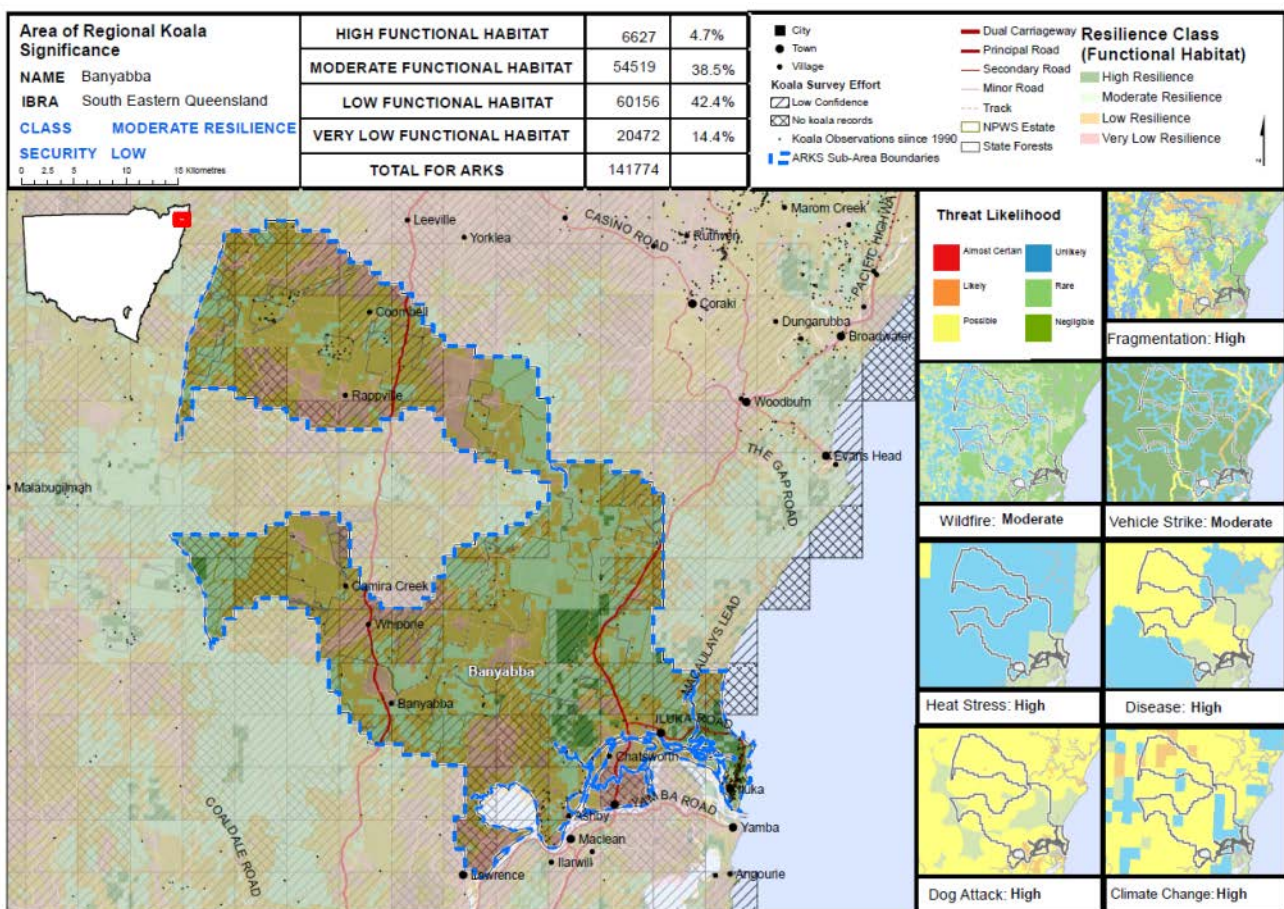 Area of Regional Koala
Significance
NAME Banyabba
IBRA South Eastern Queensland
CLASS MODERATE RESILIENCE
SECURITY LOW
0 2.5 5 10 15 Kilometres
HIGH FUNCTIONAL HABITAT 6627 4.7%
MODERATE FUNCTIONAL HABITAT 54519 38.5%
LOW FUNCTIONAL HABITAT 60156 42.4%
VERY LOW FUNCTIONAL HABITAT 20472 14.4%
TOTAL FOR ARKS 141774
City
Town
Village
Koala Survey Effort
Low Confidence
No koala records
Koala Observations siince 1990
ARKS Sub-Area Boundaries
Dual Carriageway
Principal Road
Secondary Road
Minor Road
Track
NPWS Estate
State Forests
Resilience Class
(Functional Habitat)
High Resilience
Moderate Resilience
Low Resilience
Very Low Resilience
Leeville
Yorklea
CASINO ROAD
Marom Creek
Ruthven
PACIFIC HIGHWAY
Coraki
Coombell
Dungarubba
Broadwater
Rappville
Woodburn
THE GAP ROAD
Evans Head
Malabugilmah
Camira Creek
Whiporie
MACAULAYS LEAD
Banyabba
Banyabba
ILUKA ROAD
Chatsworth
Iluka
YAMBA ROAD
COALDALE ROAD
Ashby
Yamba
Maclean
Ilarwill
Lawrence
Angourie
Threat Likelihood
Almost Certain
Unlikely
Likely
Rare
Possible
Negligible
Fragmentation: High
Wildfire: Moderate
Vehicle Strike: Moderate
Heat Stress: High
Disease: High
Dog Attack: High
Climate Change: High